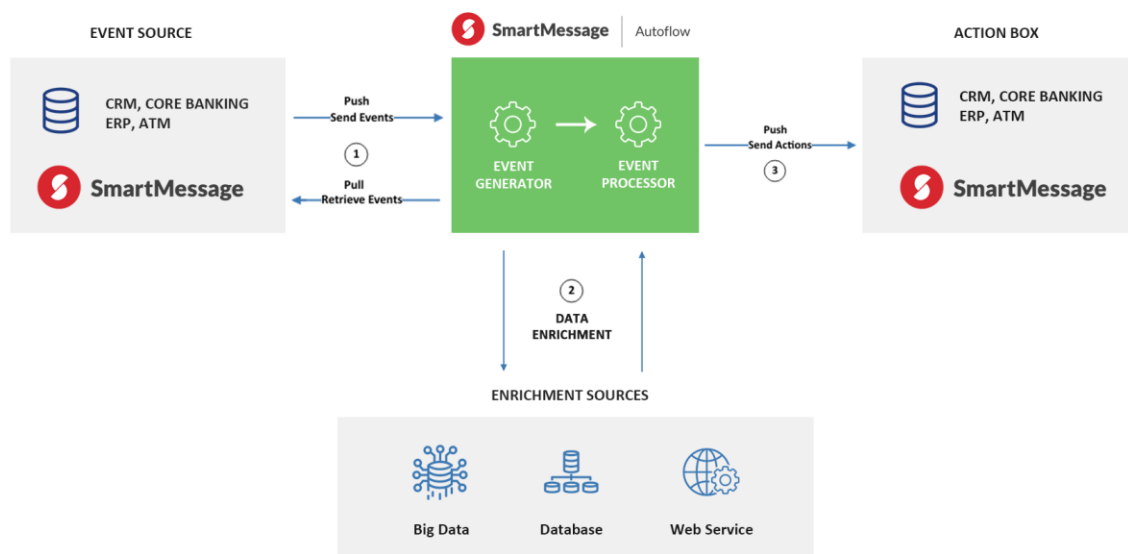 EVENT SOURCE
SmartMessage | Autoflow
ACTION BOX
CRM, CORE BANKING
ERP, ATM
SmartMessage
Push
Send Events
1
Pull
Retrieve Events
EVENT
GENERATOR
EVENT
PROCESSOR
Push
Send Actions
3
CRM, CORE BANKING
ERP, ATM
SmartMessage
2
DATA
ENRICHMENT
ENRICHMENT SOURCES
Big Data
Database
Web Service